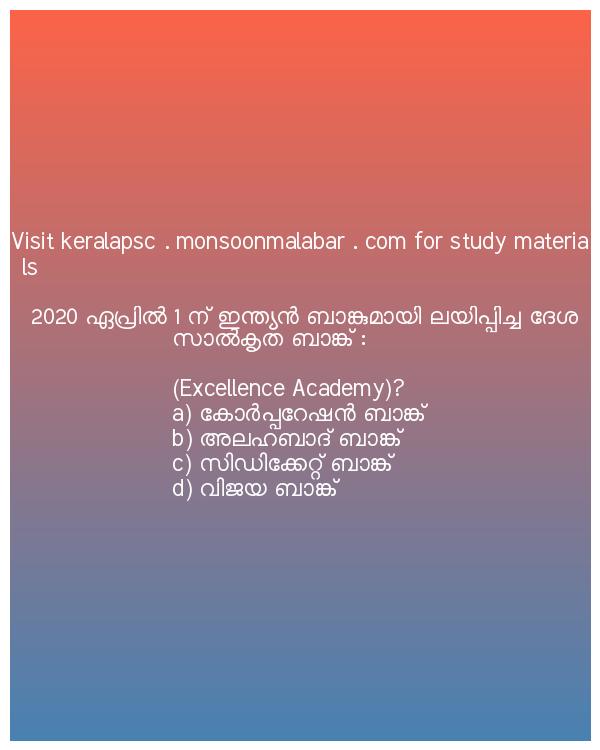 Visit keralapsc . monsoonmalabar . com for study materia
ls
2020 ഏപ്രിൽ 1 ന് ഇന്ത്യൻ ബാങ്കുമായി ലയിപ്പിച്ച ദേശ
സാൽകൃത ബാങ്ക് :
(Excellence Academy)?
a) കോർപ്പറേഷൻ ബാങ്ക്
b) അലഹബാദ് ബാങ്ക്
c) സിഡിക്കേറ്റ് ബാങ്ക്
d) വിജയ ബാങ്ക്